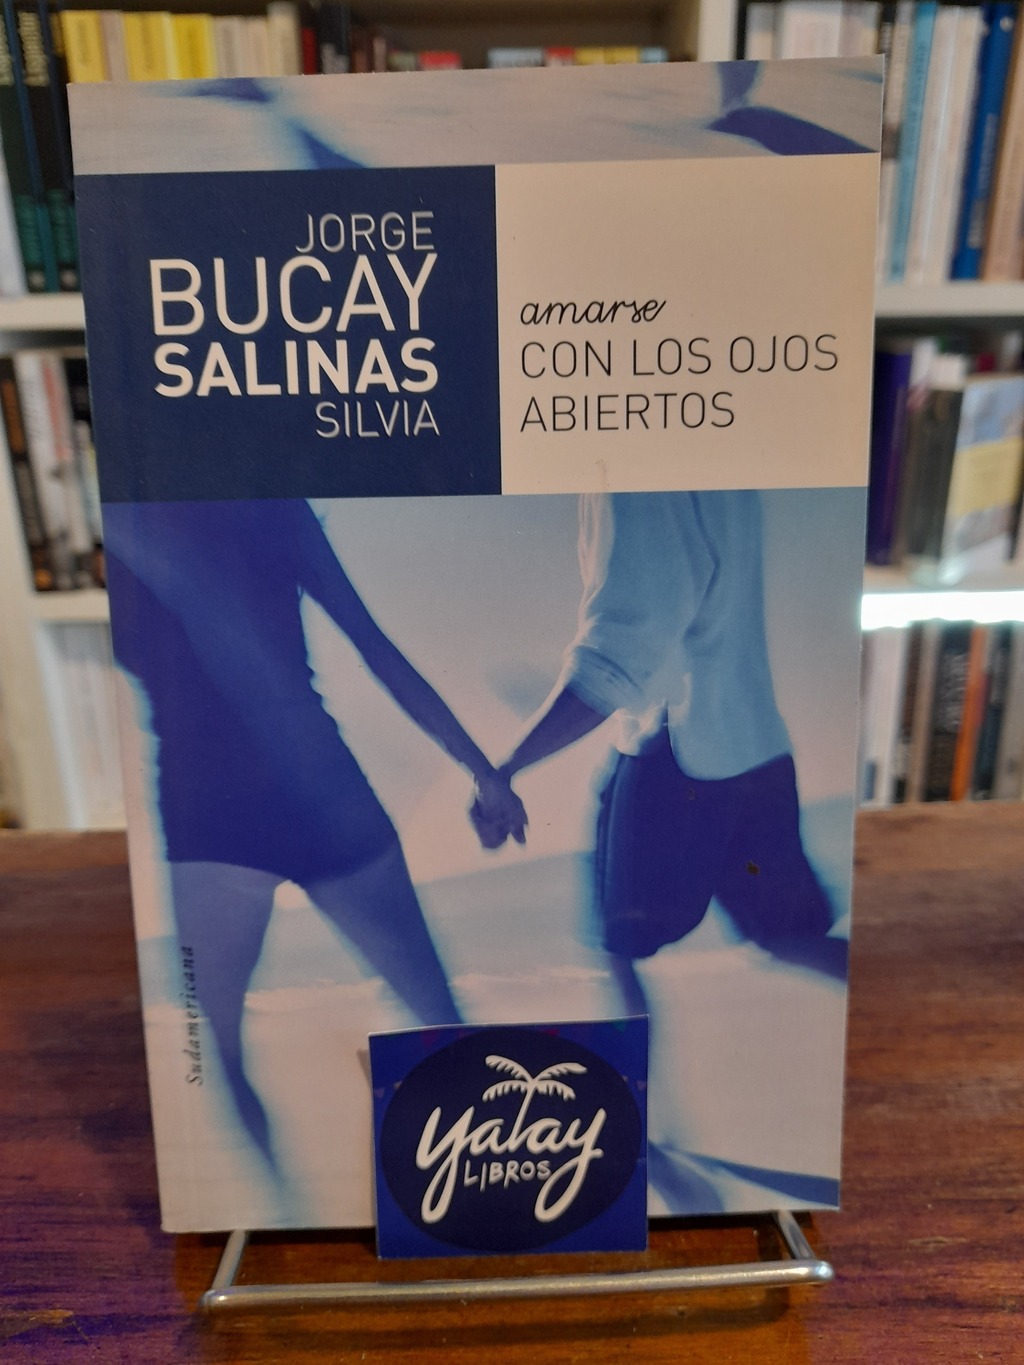 JORGE
BUCAY
SALINAS
SILVIA
amarse
CON LOS OJOS
ABIERTOS
Sudamericana
yatay
LIBROS